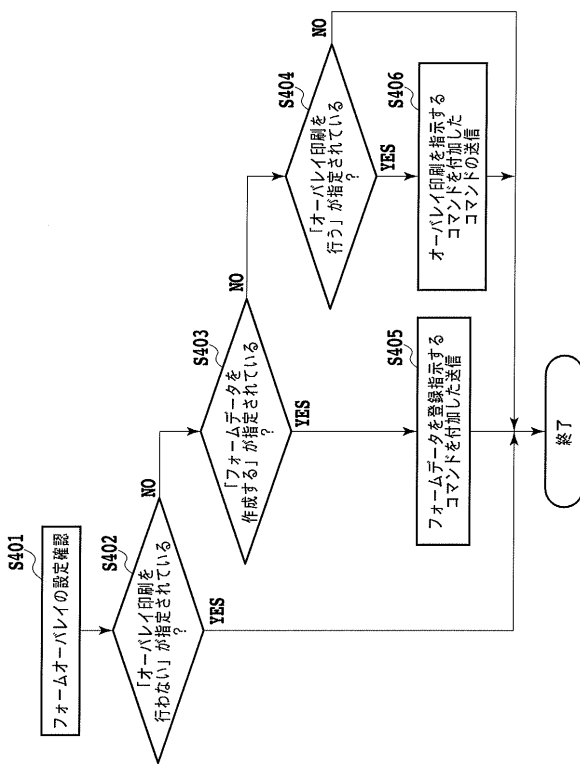 S401
フォームオーバレイの設定確認
S402
「オーバレイ印刷を
行わない」が指定されている
?
NO
YES
S403
「フォームデータを
作成する」が指定されている
?
NO
YES
S404
「オーバレイ印刷を
行う」が指定されている
?
NO
YES
S405
フォームデータを登録指示する
コマンドを付加した送信
S406
オーバレイ印刷を指示する
コマンドを付加した
コマンドの送信
終了